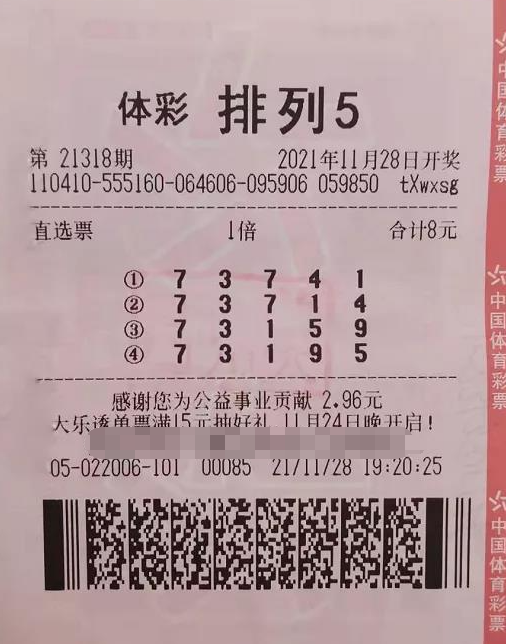 体彩 排列5
第 21318期 2021年11月28日开奖
110410-555160-064606-095906 059850 tXwxsg
直选票 1倍 合计8元
① 7 3 7 4 1
② 7 3 7 1 4
③ 7 3 1 5 9
④ 7 3 1 9 5
感谢您为公益事业贡献 2.96元
大乐透单票满15元抽好礼,11月24日晚开启!
05-022006-101 00085 21/11/28 19:20:25
中国体育彩票
中国体育彩票
中国体育彩票